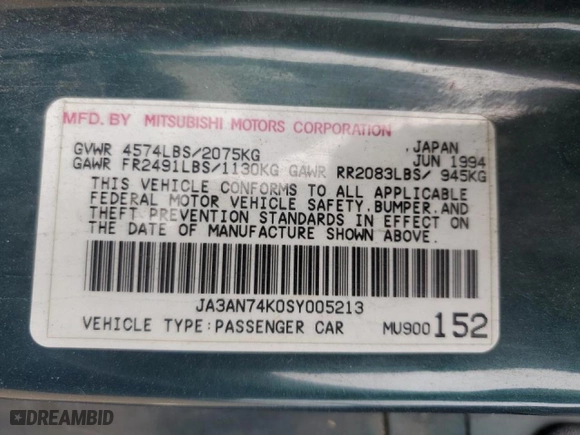 MFD. BY MITSUBISHI MOTORS CORPORATION
GVWR 4574LBS/2075KG JAPAN JUN 1994
GAWR FR2491LBS/1130KG GAWR RR2083LBS/ 945KG
THIS VEHICLE CONFORMS TO ALL APPLICABLE
FEDERAL MOTOR VEHICLE SAFETY.BUMPER.AND
THEFT PREVENTION STANDARDS IN EFFECT ON
THE DATE OF MANUFACTURE SHOWN ABOVE.
JA3AN74K0SY005213
VEHICLE TYPE:PASSENGER CAR MU900152
DREAMBID